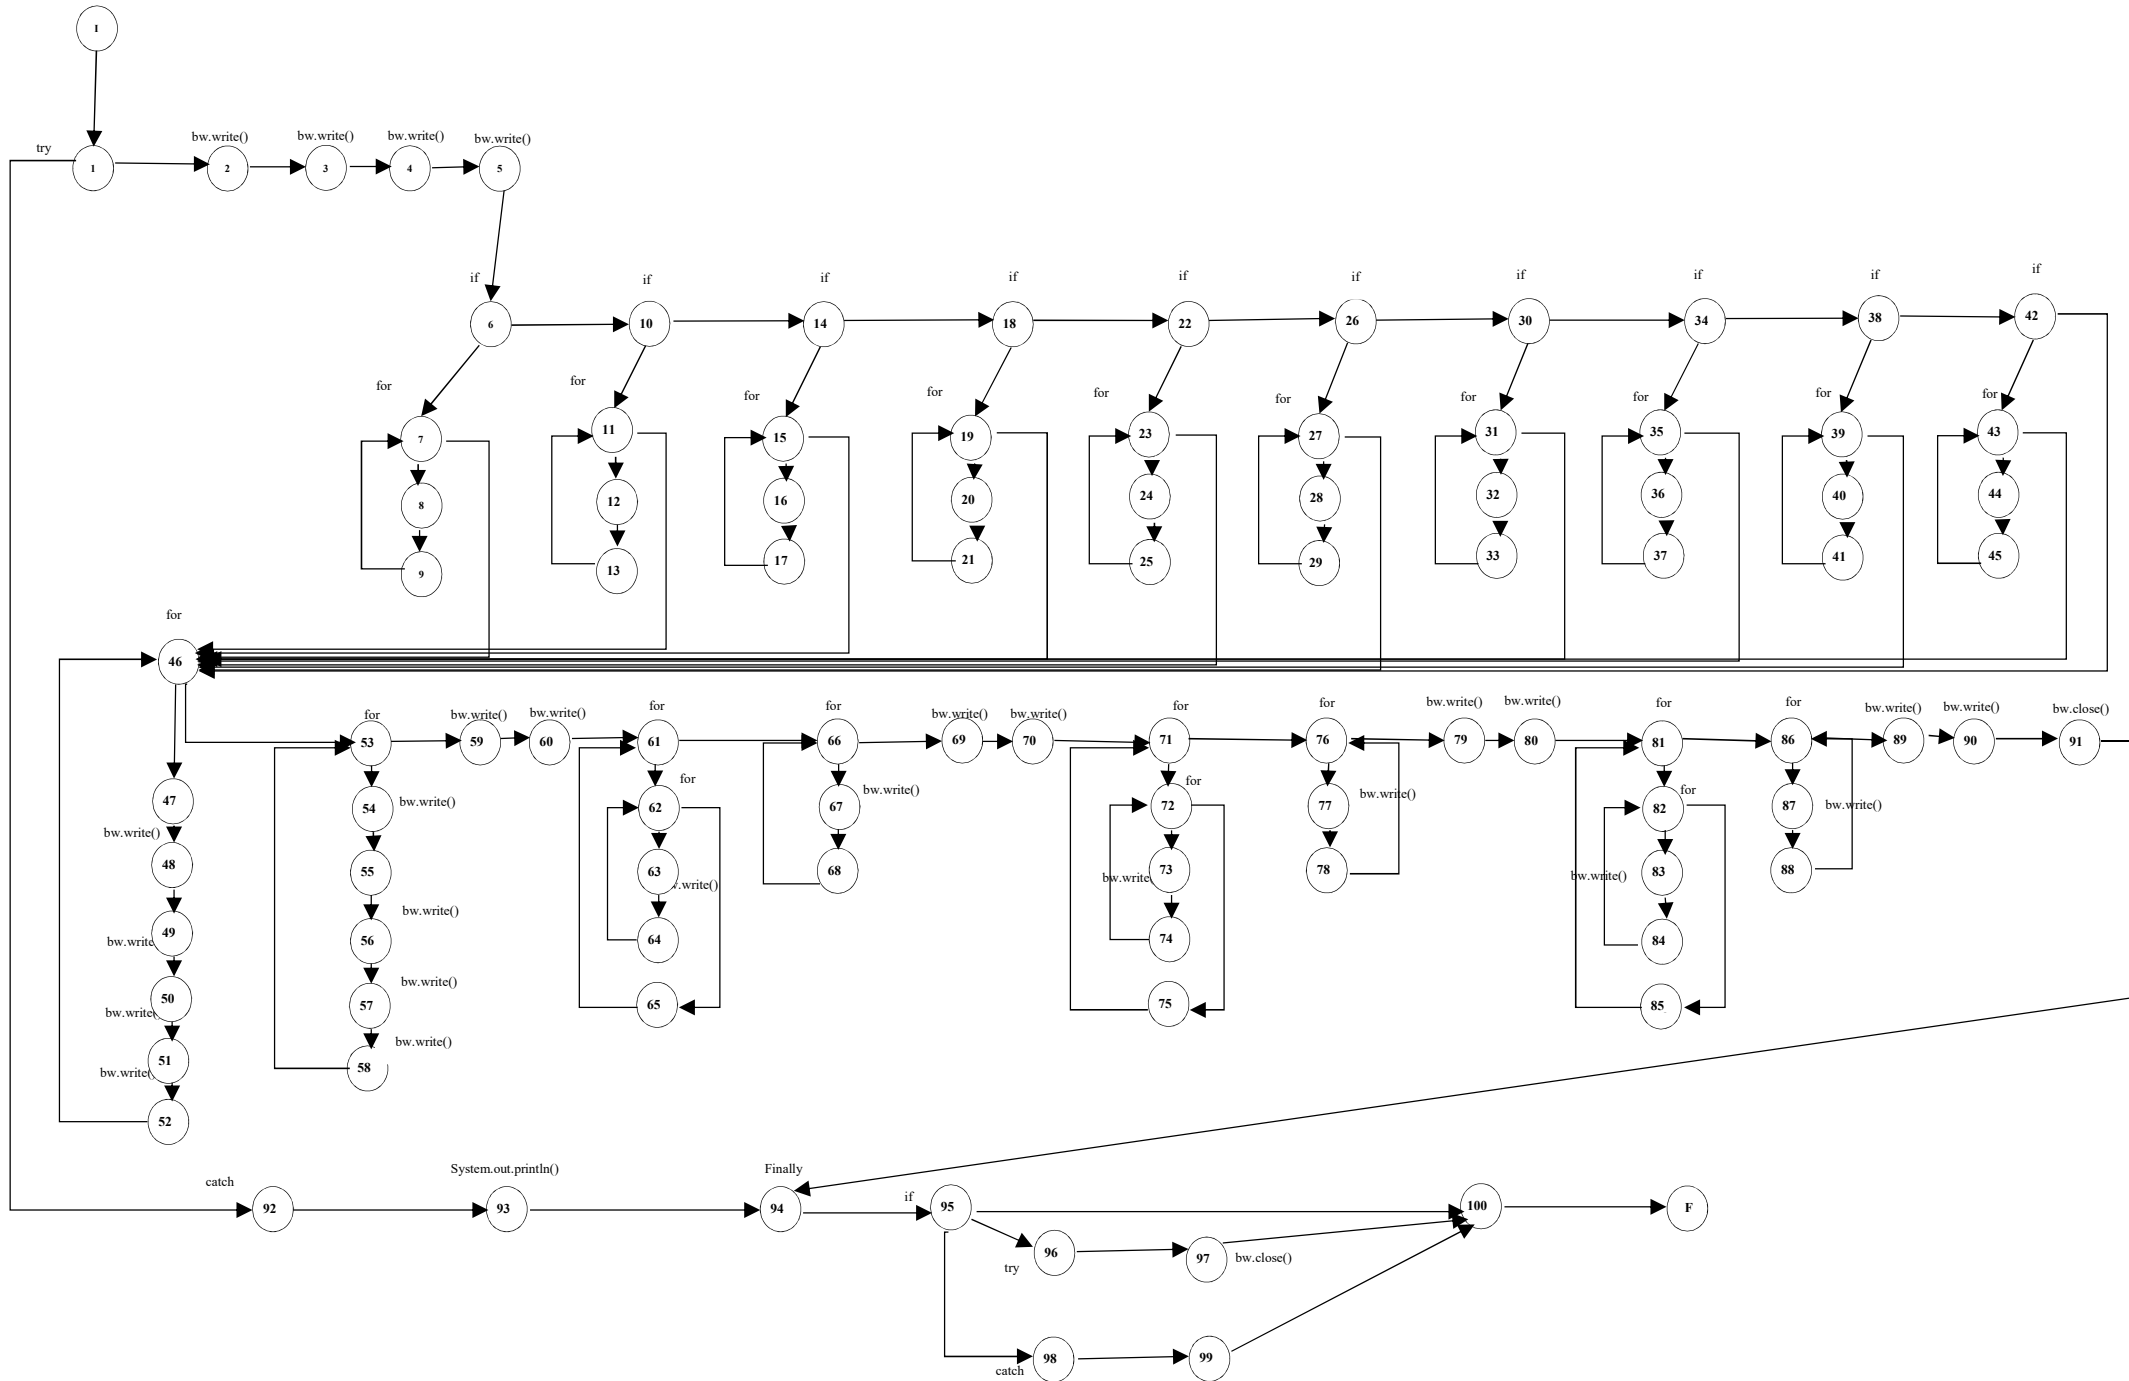 I
try
bw.write() bw.write() bw.write() bw.write()
1 2 3 4 5
if if if if if if if if if if
6 10 14 18 22 26 30 34 38 42
for for for for for for for for for for
7 11 15 19 23 27 31 35 39 43
8 12 16 20 24 28 32 36 40 44
9 13 17 21 25 29 33 37 41 45
for
46
for bw.write() bw.write() for for bw.write() bw.write() for for bw.write() bw.write() for for bw.write() bw.write() bw.close()
53 59 60 61 66 69 70 71 76 79 80 81 86 89 90 91
for for for
47 54 bw.write() 62 67 bw.write() 72 77 bw.write() 82 87 bw.write()
bw.write()
48 55 63 .write() 68 bw.write 73 78 bw.write() 83 88
bw.write()
49 56 64 74 84
bw.write
bw.write()
50 57 65 75 85
bw.write(
bw.write()
51 58
bw.write(
52
catch System.out.println() Finally
92 93 94 if 95 100 F
96 97 bw.close()
try
98 99
catch